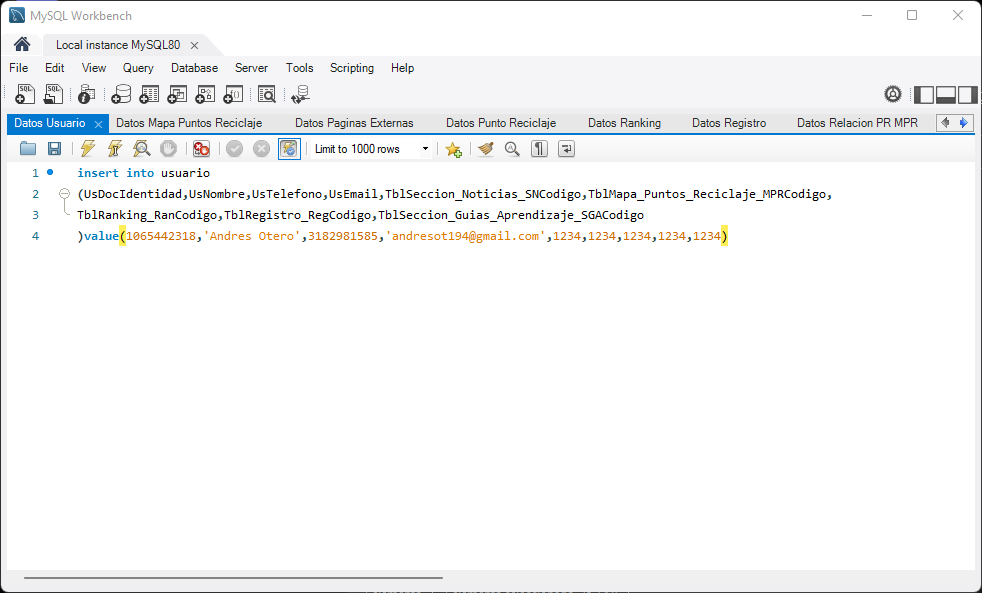 MySQL Workbench
Local instance MySQL80
File Edit View Query Database Server Tools Scripting Help
Datos Usuario Datos Mapa Puntos Reciclaje Datos Paginas Externas Datos Punto Reciclaje Datos Ranking Datos Registro Datos Relacion PR MPR
Limit to 1000 rows
1 insert into usuario
2 (UsDocIdentidad,UsNombre,UsTelefono,UsEmail,TblSeccion_Noticias_SNCodigo,TblMapa_Puntos_Reciclaje_MPRCodigo,
3 TblRanking_RanCodigo,TblRegistro_RegCodigo,TblSeccion_Guias_Aprendizaje_SGACodigo
4 )value(1065442318,'Andres Otero',3182981585,'andresot194@gmail.com',1234,1234,1234,1234,1234)